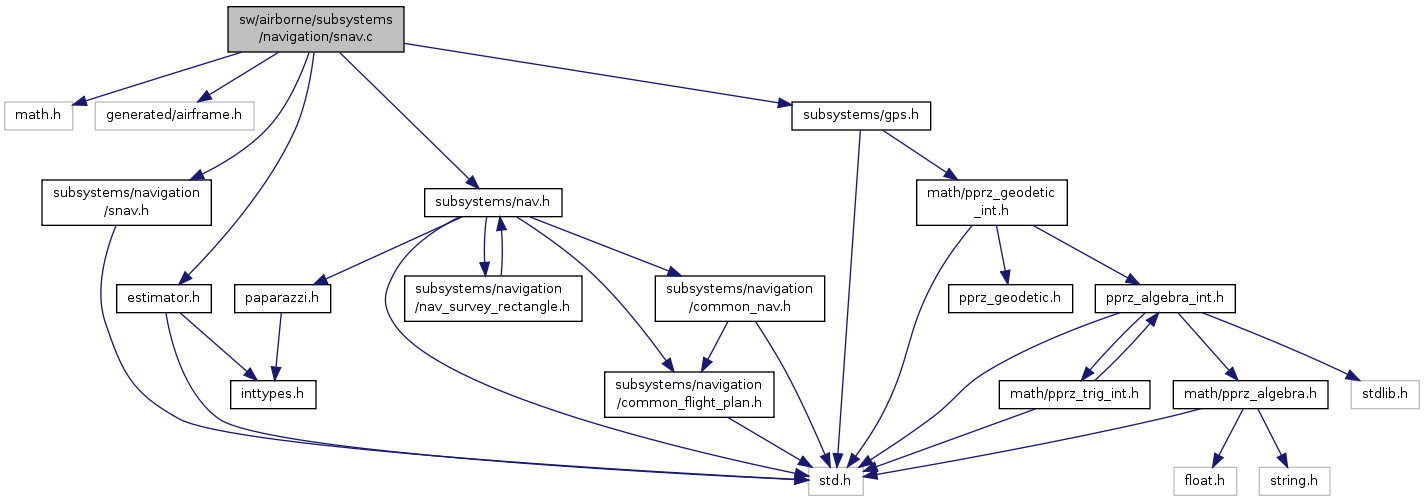 sw/airborne/subsystems
/navigation/snav.c
math.h
generated/airframe.h
subsystems/gps.h
subsystems/navigation
/snav.h
subsystems/nav.h
math/pprz_geodetic
_int.h
estimator.h
paparazzi.h
subsystems/navigation
/nav_survey_rectangle.h
subsystems/navigation
/common_nav.h
pprz_geodetic.h
pprz_algebra_int.h
inttypes.h
subsystems/navigation
/common_flight_plan.h
math/pprz_trig_int.h
math/pprz_algebra.h
stdlib.h
std.h
float.h
string.h